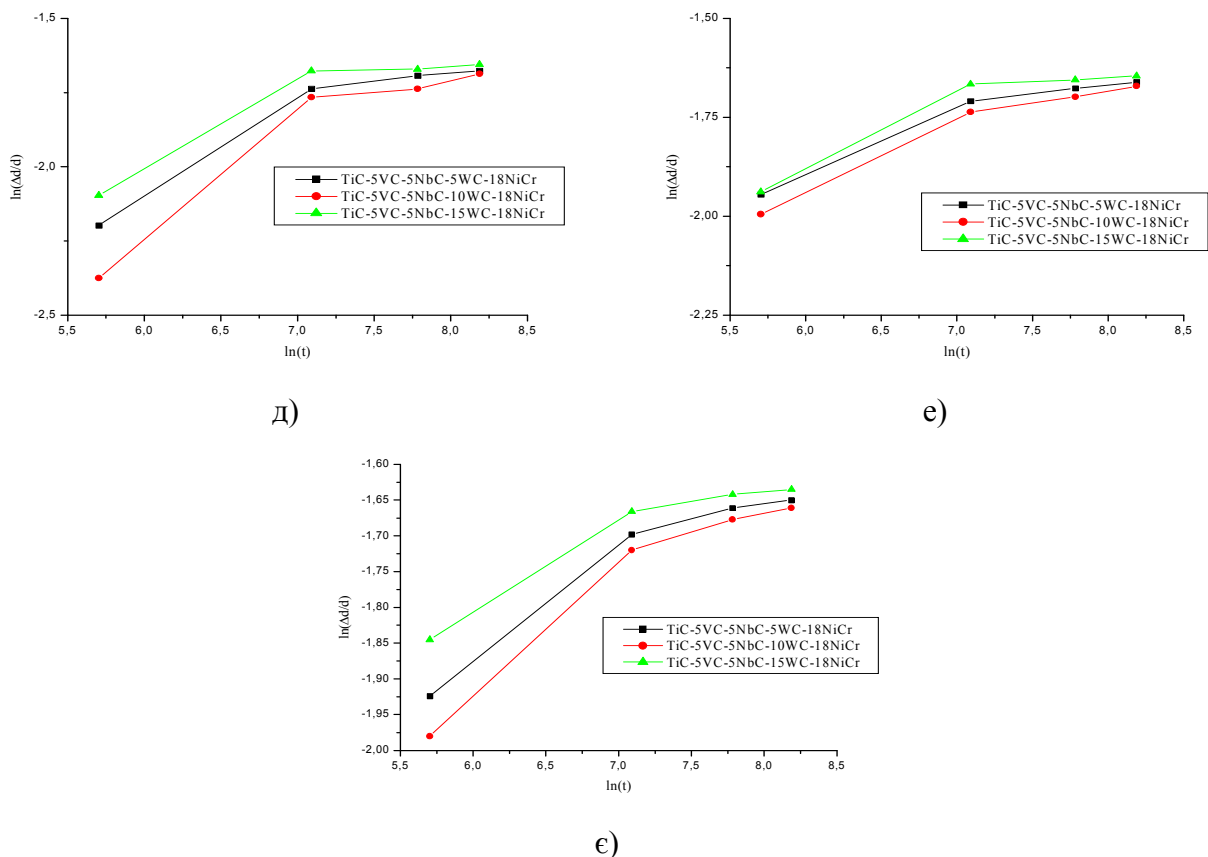 -1,5
-2,0
-2,5
ln(Δd/d)
TiC-5VC-5NbC-5WC-18NiCr
TiC-5VC-5NbC-10WC-18NiCr
TiC-5VC-5NbC-15WC-18NiCr
5,5 6,0 6,5 7,0 7,5 8,0 8,5
ln(t)
д)
-1,50
-1,75
-2,00
-2,25
ln(Δd/d)
TiC-5VC-5NbC-5WC-18NiCr
TiC-5VC-5NbC-10WC-18NiCr
TiC-5VC-5NbC-15WC-18NiCr
5,5 6,0 6,5 7,0 7,5 8,0 8,5
ln(t)
е)
-1,60
-1,65
-1,70
-1,75
-1,80
-1,85
-1,90
-1,95
-2,00
ln(Δd/d)
TiC-5VC-5NbC-5WC-18NiCr
TiC-5VC-5NbC-10WC-18NiCr
TiC-5VC-5NbC-15WC-18NiCr
5,5 6,0 6,5 7,0 7,5 8,0 8,5
ln(t)
є)